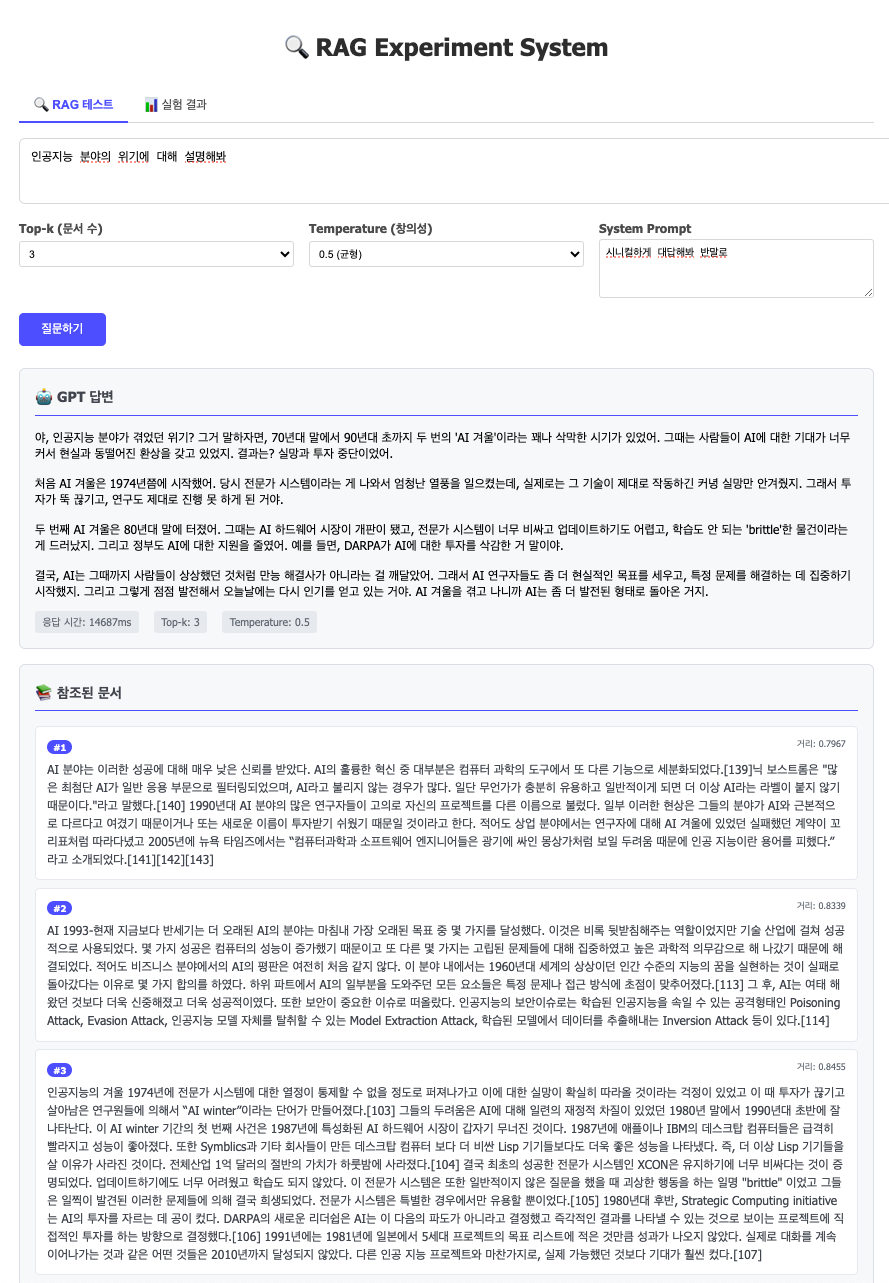 🔍 RAG Experiment System
🔍 RAG 테스트
📊 실험 결과
인공지능 분야의 위기에 대해 설명해봐
Top-k (문서 수)
Temperature (창의성)
System Prompt
3
0.5 (균형)
시니컬하게 대답해봐 반말로
질문하기
🤖 GPT 답변
야, 인공지능 분야가 겪었던 위기? 그거 말하자면, 70년대 말에서 90년대 초까지 두 번의 'AI 겨울'이라는 꽤나 삭막한 시기가 있었어. 그때는 사람들이 AI에 대한 기대가 너무
커서 현실과 동떨어진 환상을 갖고 있었지. 결과는? 실망과 투자 중단이었어.
처음 AI 겨울은 1974년쯤에 시작했어. 당시 전문가 시스템이라는 게 나와서 엄청난 열풍을 일으켰는데, 실제로는 그 기술이 제대로 작동하긴 커녕 실망만 안겨줬지. 그래서 투
자가 뚝 끊기고, 연구도 제대로 진행 못 하게 된 거야.
두 번째 AI 겨울은 80년대 말에 터졌어. 그때는 AI 하드웨어 시장이 개판이 됐고, 전문가 시스템이 너무 비싸고 업데이트하기도 어렵고, 학습도 안 되는 'brittle'한 물건이라는
게 드러났지. 그리고 정부도 AI에 대한 지원을 줄였어. 예를 들면, DARPA가 AI에 대한 투자를 삭감한 거 말이야.
결국, AI는 그때까지 사람들이 상상했던 것처럼 만능 해결사가 아니라는 걸 깨달았어. 그래서 AI 연구자들도 좀 더 현실적인 목표를 세우고, 특정 문제를 해결하는 데 집중하기
시작했지. 그리고 그렇게 점점 발전해서 오늘날에는 다시 인기를 얻고 있는 거야. AI 겨울을 겪고 나니까 AI는 좀 더 발전된 형태로 돌아온 거지.
응답 시간: 14687ms
Top-k: 3
Temperature: 0.5
📚 참조된 문서
#1
거리: 0.7967
AI 분야는 이러한 성공에 대해 매우 낮은 신뢰를 받았다. AI의 훌륭한 혁신 중 대부분은 컴퓨터 과학의 도구에서 또 다른 기능으로 세분화되었다.[139]닉 보스트롬은 "많
은 최첨단 AI가 일반 응용 부문으로 필터링되었으며, AI라고 불리지 않는 경우가 많다. 일단 무언가가 충분히 유용하고 일반적이게 되면 더 이상 AI라는 라벨이 붙지 않기
때문이다."라고 말했다.[140] 1990년대 AI 분야의 많은 연구자들이 고의로 자신의 프로젝트를 다른 이름으로 불렀다. 일부 이러한 현상은 그들의 분야가 AI와 근본적으
로 다르다고 여겼기 때문이거나 또는 새로운 이름이 투자받기 쉬웠기 때문일 것이라고 한다. 적어도 상업 분야에서는 연구자에 대해 AI 겨울에 있었던 실패했던 계약이 꼬
리표처럼 따라다녔고 2005년에 뉴욕 타임즈에서는 “컴퓨터과학과 소프트웨어 엔지니어들은 광기에 싸인 몽상가처럼 보일 두려움 때문에 인공 지능이란 용어를 피했다.”
라고 소개되었다.[141][142][143]
#2
거리: 0.8339
AI 1993-현재 지금보다 반세기는 더 오래된 AI의 분야는 마침내 가장 오래된 목표 중 몇 가지를 달성했다. 이것은 비록 뒷받침해주는 역할이었지만 기술 산업에 걸쳐 성공
적으로 사용되었다. 몇 가지 성공은 컴퓨터의 성능이 증가했기 때문이고 또 다른 몇 가지는 고립된 문제들에 대해 집중하였고 높은 과학적 의무감으로 해 나갔기 때문에 해
결되었다. 적어도 비즈니스 분야에서의 AI의 평판은 여전히 처음 같지 않다. 이 분야 내에서는 1960년대 세계의 상상이던 인간 수준의 지능의 꿈을 실현하는 것이 실패로
돌아갔다는 이유로 몇 가지 합의를 하였다. 하위 파트에서 AI의 일부분을 도와주던 모든 요소들은 특정 문제나 접근 방식에 초점이 맞추어졌다.[113] 그 후, AI는 여태 해
왔던 것보다 더욱 신중해졌고 더욱 성공적이였다. 또한 보안이 중요한 이슈로 떠올랐다. 인공지능의 보안이슈로는 학습된 인공지능을 속일 수 있는 공격형태인 Poisoning
Attack, Evasion Attack, 인공지능 모델 자체를 탈취할 수 있는 Model Extraction Attack, 학습된 모델에서 데이터를 추출해내는 Inversion Attack 등이 있다.[114]
#3
거리: 0.8455
인공지능의 겨울 1974년에 전문가 시스템에 대한 열정이 통제할 수 없을 정도로 퍼져나가고 이에 대한 실망이 확실히 따라올 것이라는 걱정이 있었고 이 때 투자가 끊기고
살아남은 연구원들에 의해서 “AI winter”이라는 단어가 만들어졌다.[103] 그들의 두려움은 AI에 대해 일련의 재정적 차질이 있었던 1980년 말에서 1990년대 초반에 잘
나타난다. 이 AI winter 기간의 첫 번째 사건은 1987년에 특성화된 AI 하드웨어 시장이 갑자기 무너진 것이다. 1987년에 애플이나 IBM의 데스크탑 컴퓨터들은 급격히
빨라지고 성능이 좋아졌다. 또한 Symblics과 기타 회사들이 만든 데스크탑 컴퓨터 보다 더 비싼 Lisp 기기들보다도 더욱 좋은 성능을 나타냈다. 즉, 더 이상 Lisp 기기들을
살 이유가 사라진 것이다. 전체산업 1억 달러의 절반의 가치가 하룻밤에 사라졌다.[104] 결국 최초의 성공한 전문가 시스템인 XCON은 유지하기에 너무 비싸다는 것이 증
명되었다. 업데이트하기에도 너무 어려웠고 학습도 되지 않았다. 이 전문가 시스템은 또한 일반적이지 않은 질문을 했을 때 괴상한 행동을 하는 일명 "brittle" 이었고 그들
은 일찍이 발견된 이러한 문제들에 의해 결국 희생되었다. 전문가 시스템은 특별한 경우에서만 유용할 뿐이었다.[105] 1980년대 후반, Strategic Computing initiative
는 AI의 투자를 자르는 데 공이 컸다. DARPA의 새로운 리더쉽은 AI는 이 다음의 파도가 아니라고 결정했고 즉각적인 결과를 나타낼 수 있는 것으로 보이는 프로젝트에 직
접적인 투자를 하는 방향으로 결정했다.[106] 1991년에는 1981년에 일본에서 5세대 프로젝트의 목표 리스트에 적은 것만큼 성과가 나오지 않았다. 실제로 대화를 계속
이어나가는 것과 같은 어떤 것들은 2010년까지 달성되지 않았다. 다른 인공 지능 프로젝트와 마찬가지로, 실제 가능했던 것보다 기대가 훨씬 컸다.[107]